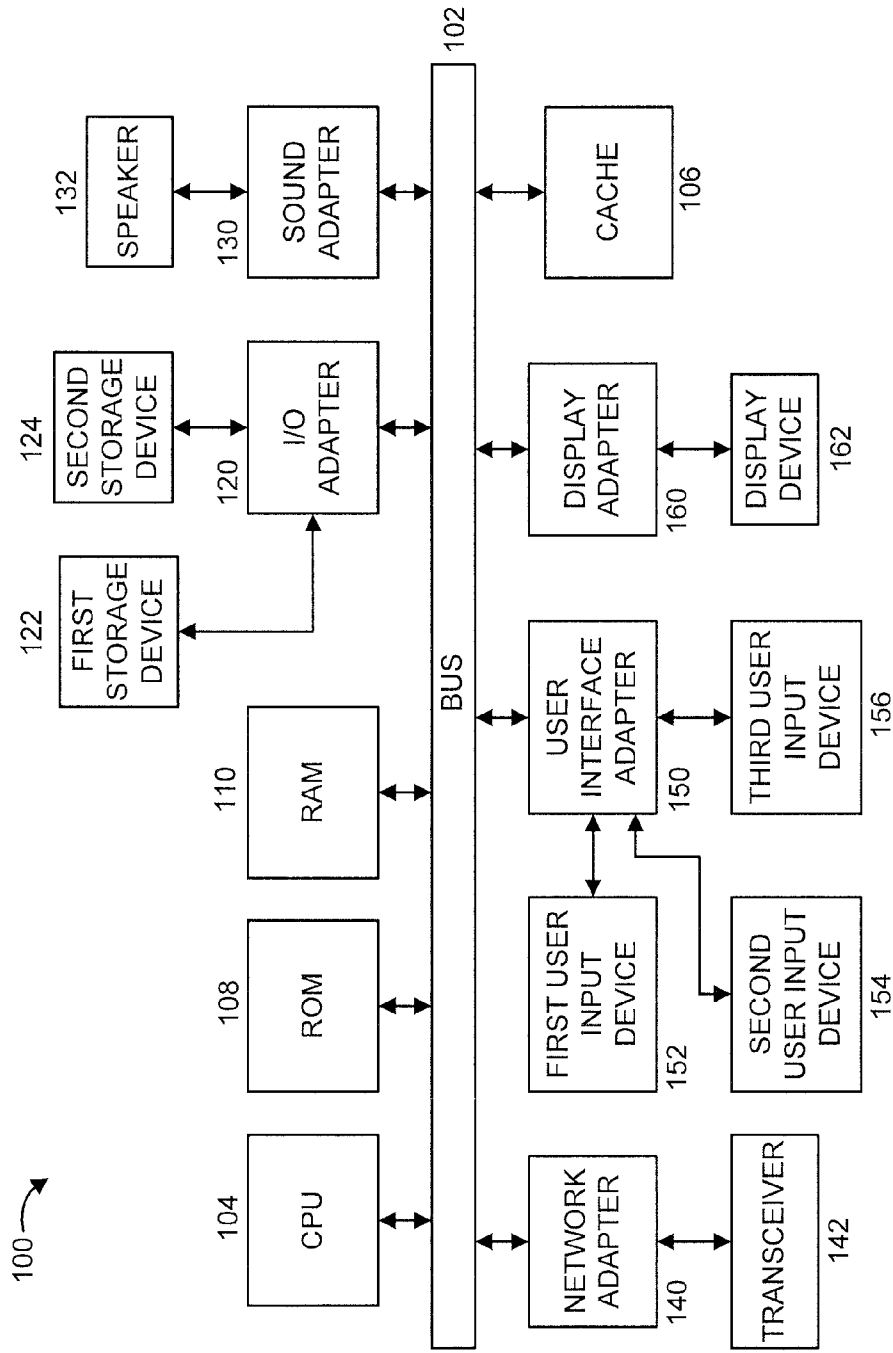 100
104
CPU
108
ROM
110
RAM
122
FIRST
STORAGE
DEVICE
124
SECOND
STORAGE
DEVICE
120
I/O
ADAPTER
132
SPEAKER
130
SOUND
ADAPTER
102
BUS
NETWORK
ADAPTER
140
TRANSCEIVER
142
FIRST USER
INPUT
DEVICE
152
SECOND
USER INPUT
DEVICE
154
USER
INTERFACE
ADAPTER
150
THIRD USER
INPUT
DEVICE
156
DISPLAY
ADAPTER
160
DISPLAY
DEVICE
162
CACHE
106